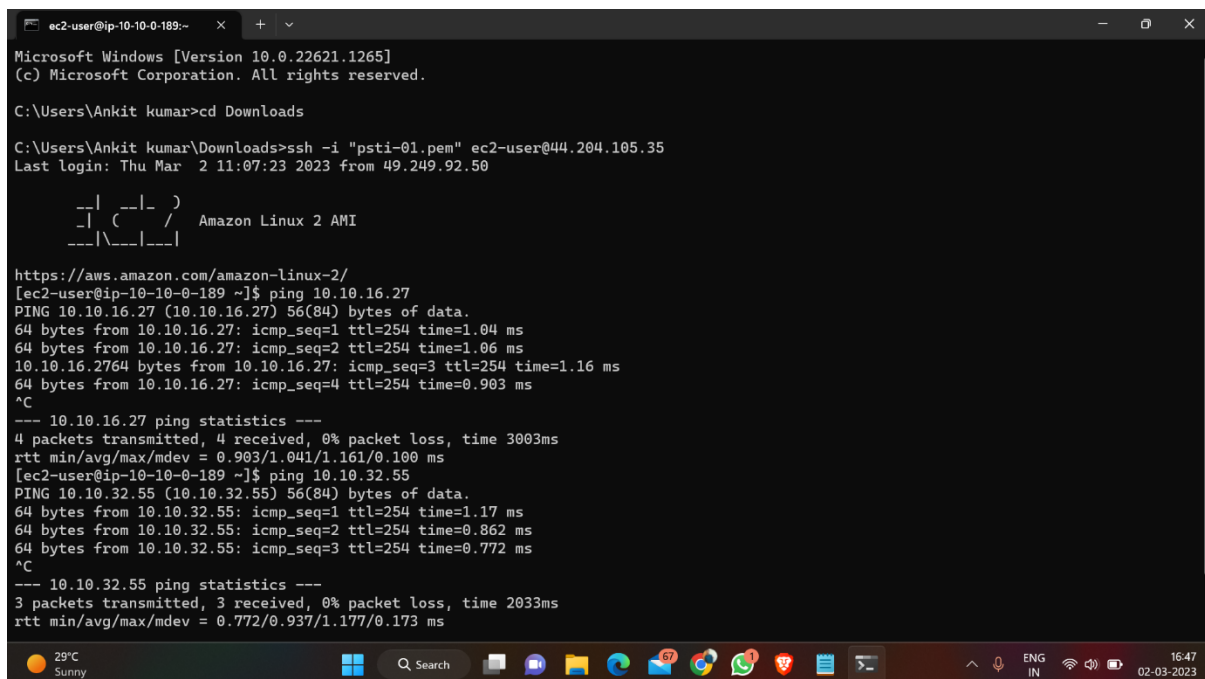 ec2-user@ip-10-10-0-189:~
Microsoft Windows [Version 10.0.22621.1265]
(c) Microsoft Corporation. All rights reserved.
C:\Users\Ankit kumar>cd Downloads
C:\Users\Ankit kumar\Downloads>ssh -i "psti-01.pem" ec2-user@44.204.105.35
Last login: Thu Mar  2 11:07:23 2023 from 49.249.92.50
       __|  __|_  )
       _|  (     /   Amazon Linux 2 AMI
      ___|\___|___|
https://aws.amazon.com/amazon-linux-2/
[ec2-user@ip-10-10-0-189 ~]$ ping 10.10.16.27
PING 10.10.16.27 (10.10.16.27) 56(84) bytes of data.
64 bytes from 10.10.16.27: icmp_seq=1 ttl=254 time=1.04 ms
64 bytes from 10.10.16.27: icmp_seq=2 ttl=254 time=1.06 ms
10.10.16.2764 bytes from 10.10.16.27: icmp_seq=3 ttl=254 time=1.16 ms
64 bytes from 10.10.16.27: icmp_seq=4 ttl=254 time=0.903 ms
^C
--- 10.10.16.27 ping statistics ---
4 packets transmitted, 4 received, 0% packet loss, time 3003ms
rtt min/avg/max/mdev = 0.903/1.041/1.161/0.100 ms
[ec2-user@ip-10-10-0-189 ~]$ ping 10.10.32.55
PING 10.10.32.55 (10.10.32.55) 56(84) bytes of data.
64 bytes from 10.10.32.55: icmp_seq=1 ttl=254 time=1.17 ms
64 bytes from 10.10.32.55: icmp_seq=2 ttl=254 time=0.862 ms
64 bytes from 10.10.32.55: icmp_seq=3 ttl=254 time=0.772 ms
^C
--- 10.10.32.55 ping statistics ---
3 packets transmitted, 3 received, 0% packet loss, time 2033ms
rtt min/avg/max/mdev = 0.772/0.937/1.177/0.173 ms
29°C
Sunny
Search
67
1
ENG
IN
16:47
02-03-2023